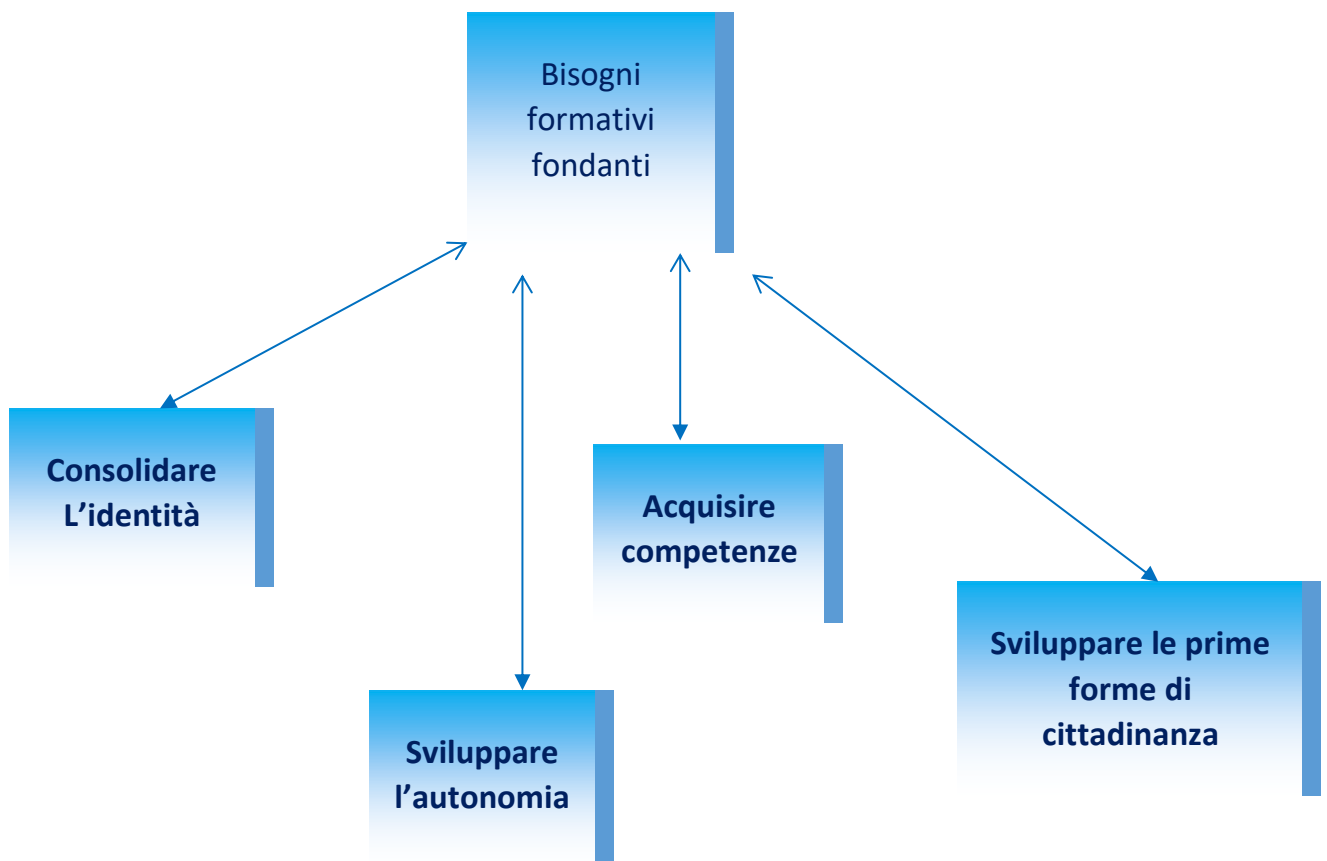 Bisogni
formativi
fondanti
Consolidare
L’identità
Acquisire
competenze
Sviluppare le prime
forme di
cittadinanza
Sviluppare
l’autonomia